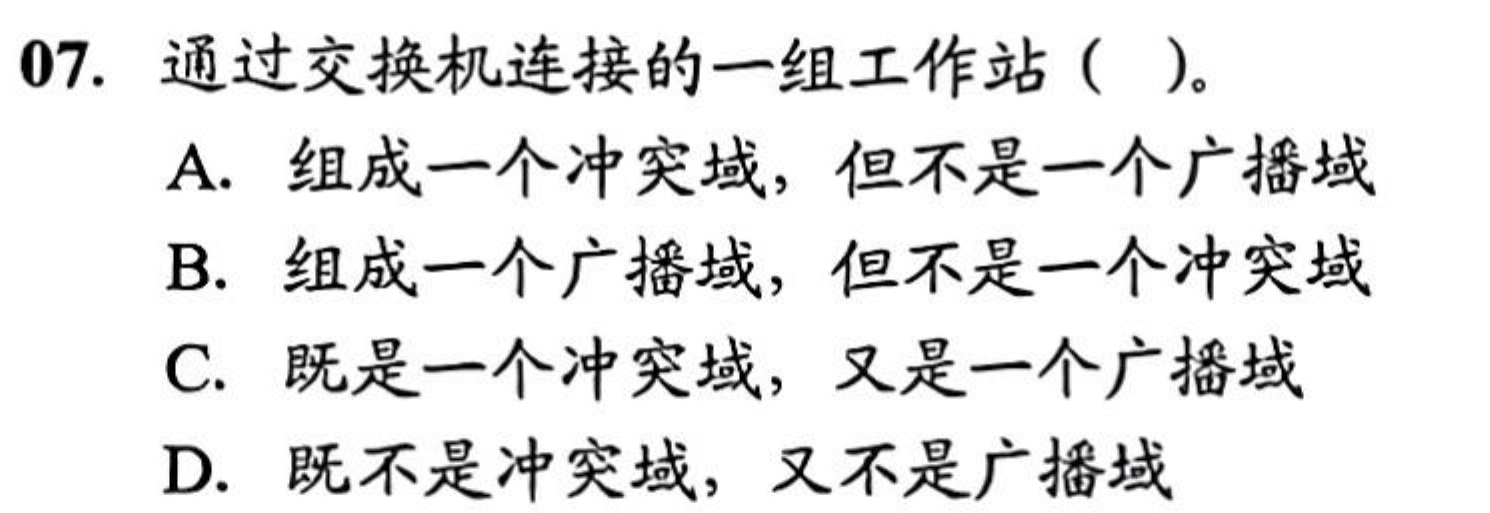 07. 通过交换机连接的一组工作站（ ）。
A. 组成一个冲突域，但不是一个广播域
B. 组成一个广播域，但不是一个冲突域
C. 既是一个冲突域，又是一个广播域
D. 既不是冲突域，又不是广播域